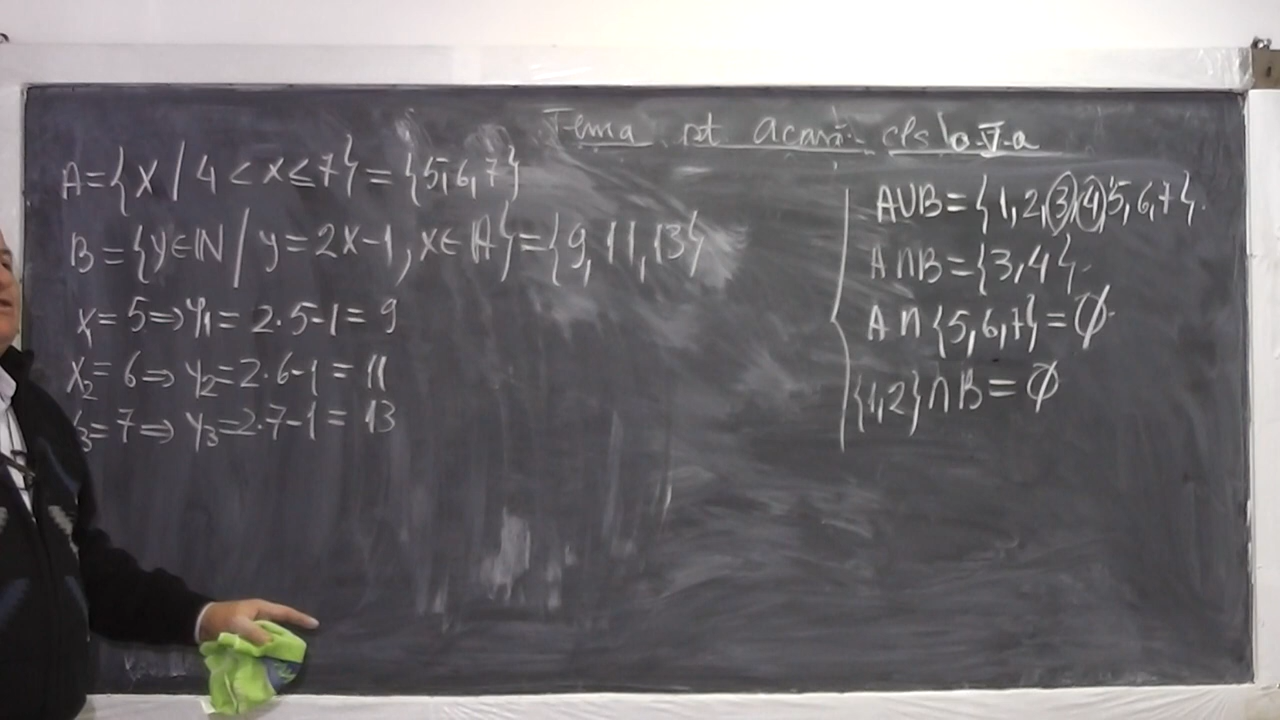 Tema pt acasă cls a V-a
A={x/4<x≤7}={5,6,7}
B={y∈ℕ/y=2x-1,x∈A}={9,11,13}
x=5⇒y₁=2·5-1=9
x₂=6⇒y₂=2·6-1=11
x₃=7⇒y₃=2·7-1=13
A∪B={1,2,3,4,5,6,7}.
A∩B={3,4}.
A∩{5,6,7}=∅.
{1,2}∩B=∅